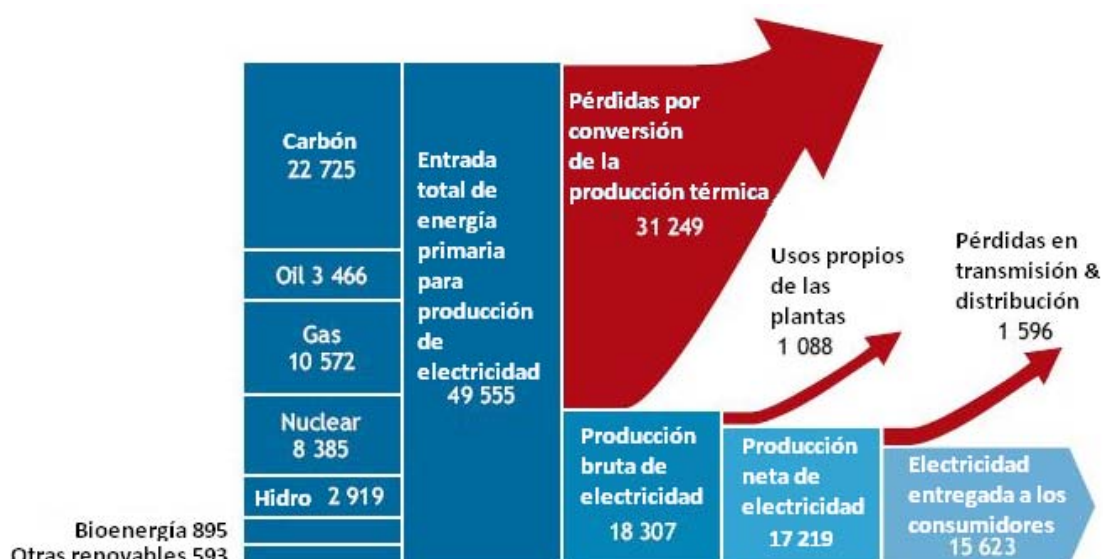 Carbón
22 725
Oil 3 466
Gas
10 572
Nuclear
8 385
Hidro 2 919
Bioenergía 895
Otras renovables 593
Entrada
total de
energía
primaria
para
producción
de
electricidad
49 555
Pérdidas por
conversión
de la
producción térmica
31 249
Usos propios
de las
plantas
1 088
Pérdidas en
transmisión &
distribución
1 596
Producción
bruta de
electricidad
18 307
Producción
neta de
electricidad
17 219
Electricidad
entregada a los
consumidores
15 623